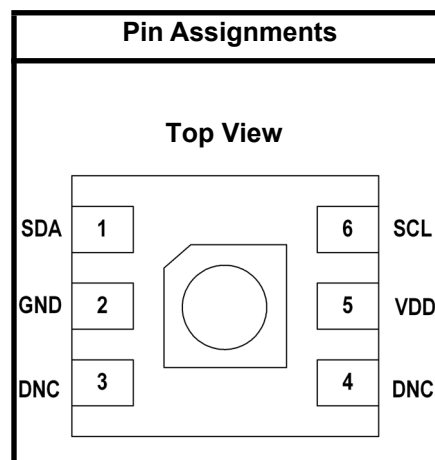 Pin Assignments
Top View
SDA 1 6 SCL
GND 2 5 VDD
DNC 3 4 DNC